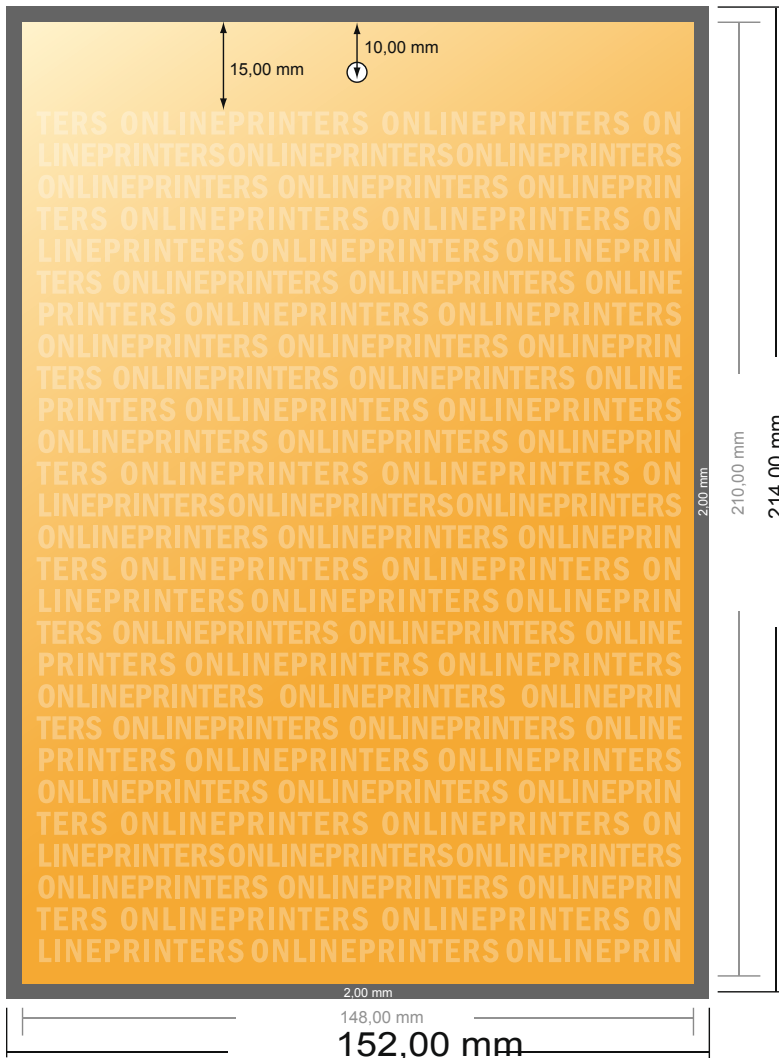 10,00 mm
15,00 mm
TERS ONLINEPRINTERS ONLINEPRINTERS ON
LINEPRINTERSONLINEPRINTERSONLINEPRINTERS
ONLINEPRINTERS ONLINEPRINTERS ONLINEPRIN
TERS ONLINEPRINTERS ONLINEPRINTERS ON
LINEPRINTERS ONLINEPRINTERS ONLINEPRIN
TERS ONLINEPRINTERS ONLINEPRINTERS ONLINE
PRINTERS ONLINEPRINTERS ONLINEPRINTERS
ONLINEPRINTERS ONLINEPRINTERS ONLINEPRIN
TERS ONLINEPRINTERS ONLINEPRINTERS ONLINE
PRINTERS ONLINEPRINTERS ONLINEPRINTERS
ONLINEPRINTERS ONLINEPRINTERS ONLINEPRIN
TERS ONLINEPRINTERS ONLINEPRINTERS ON
LINEPRINTERSONLINEPRINTERSONLINEPRINTERS
ONLINEPRINTERS ONLINEPRINTERS ONLINEPRIN
TERS ONLINEPRINTERS ONLINEPRINTERS ON
LINEPRINTERS ONLINEPRINTERS ONLINEPRIN
TERS ONLINEPRINTERS ONLINEPRINTERS ONLINE
PRINTERS ONLINEPRINTERS ONLINEPRINTERS
ONLINEPRINTERS ONLINEPRINTERS ONLINEPRIN
TERS ONLINEPRINTERS ONLINEPRINTERS ONLINE
PRINTERS ONLINEPRINTERS ONLINEPRINTERS
ONLINEPRINTERS ONLINEPRINTERS ONLINEPRIN
TERS ONLINEPRINTERS ONLINEPRINTERS ON
LINEPRINTERSONLINEPRINTERSONLINEPRINTERS
ONLINEPRINTERS ONLINEPRINTERS ONLINEPRIN
TERS ONLINEPRINTERS ONLINEPRINTERS ON
LINEPRINTERS ONLINEPRINTERS ONLINEPRIN
2,00 mm
210,00 mm
214,00 mm
2,00 mm
148,00 mm
152,00 mm